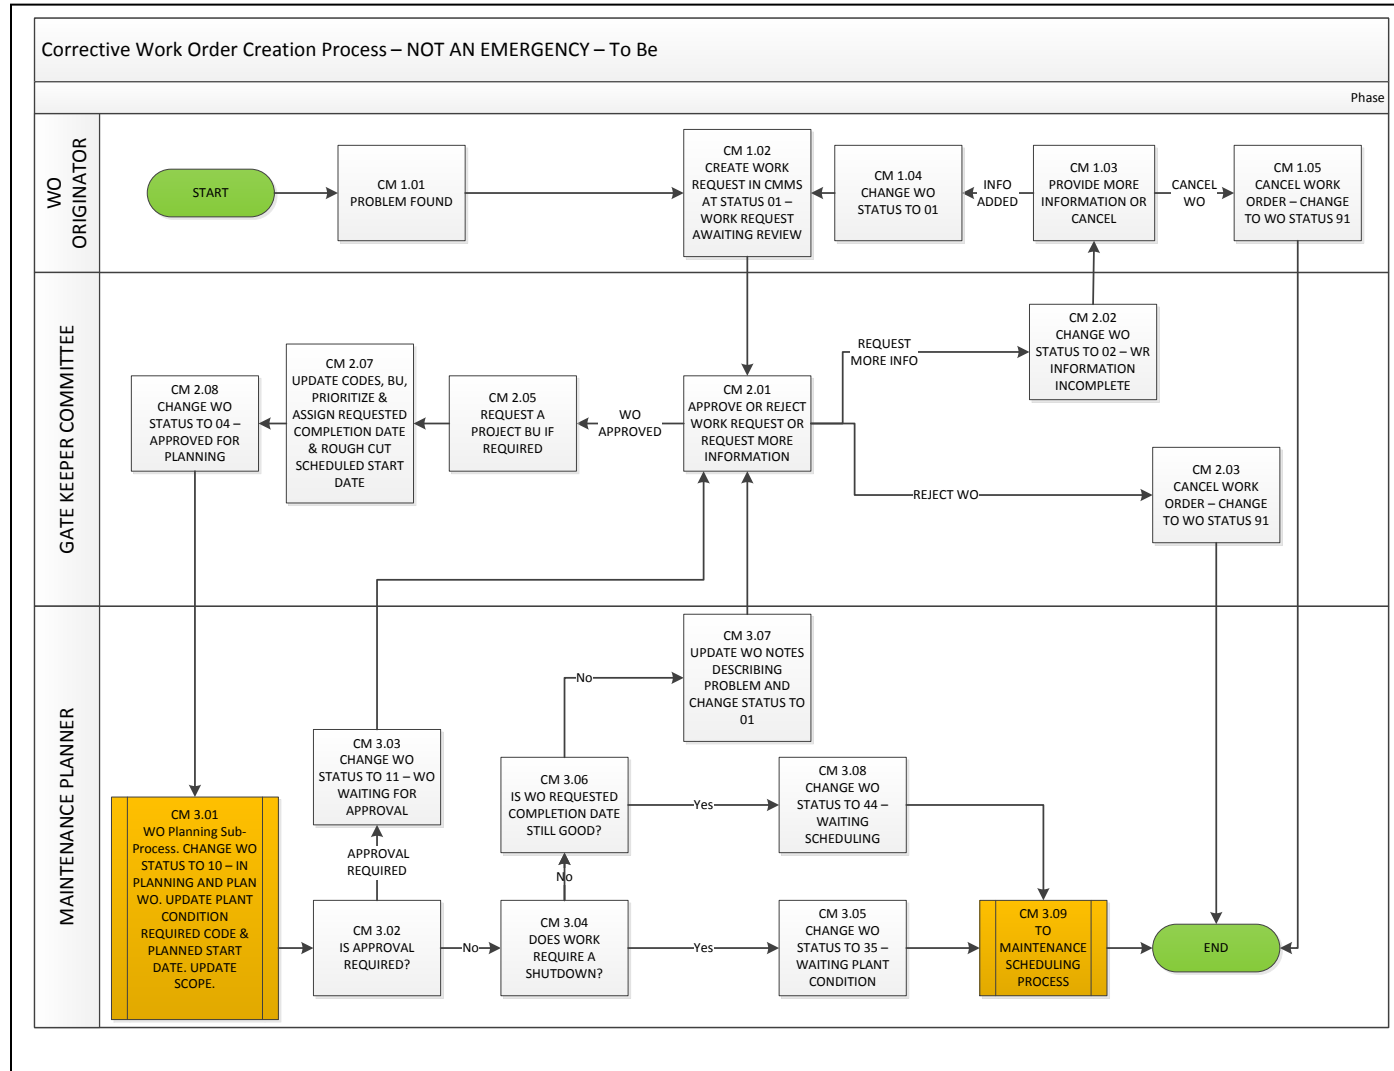 Corrective Work Order Creation Process – NOT AN EMERGENCY – To Be
Phase
WO
ORIGINATOR
START
CM 1.01
PROBLEM FOUND
CM 1.02
CREATE WORK
REQUEST IN CMMS
AT STATUS 01 –
WORK REQUEST
AWAITING REVIEW
CM 1.04
CHANGE WO
STATUS TO 01
INFO
ADDED
CM 1.03
PROVIDE MORE
INFORMATION OR
CANCEL
CANCEL
WO
CM 1.05
CANCEL WORK
ORDER – CHANGE
TO WO STATUS 91
GATE KEEPER COMMITTEE
CM 2.08
CHANGE WO
STATUS TO 04 –
APPROVED FOR
PLANNING
CM 2.07
UPDATE CODES, BU,
PRIORITIZE &
ASSIGN REQUESTED
COMPLETION DATE
& ROUGH CUT
SCHEDULED START
DATE
CM 2.05
REQUEST A
PROJECT BU IF
REQUIRED
WO
APPROVED
CM 2.01
APPROVE OR REJECT
WORK REQUEST OR
REQUEST MORE
INFORMATION
REQUEST
MORE INFO
CM 2.02
CHANGE WO
STATUS TO 02 – WR
INFORMATION
INCOMPLETE
REJECT WO
CM 2.03
CANCEL WORK
ORDER – CHANGE
TO WO STATUS 91
MAINTENANCE PLANNER
CM 3.01
WO Planning Sub-
Process. CHANGE WO
STATUS TO 10 – IN
PLANNING AND PLAN
WO. UPDATE PLANT
CONDITION
REQUIRED CODE &
PLANNED START
DATE. UPDATE
SCOPE.
CM 3.03
CHANGE WO
STATUS TO 11 – WO
WAITING FOR
APPROVAL
APPROVAL
REQUIRED
CM 3.02
IS APPROVAL
REQUIRED?
No
CM 3.04
DOES WORK
REQUIRE A
SHUTDOWN?
No
CM 3.06
IS WO REQUESTED
COMPLETION DATE
STILL GOOD?
No
CM 3.07
UPDATE WO NOTES
DESCRIBING
PROBLEM AND
CHANGE STATUS TO
01
Yes
CM 3.08
CHANGE WO
STATUS TO 44 –
WAITING
SCHEDULING
Yes
CM 3.05
CHANGE WO
STATUS TO 35 –
WAITING PLANT
CONDITION
CM 3.09
TO
MAINTENANCE
SCHEDULING
PROCESS
END